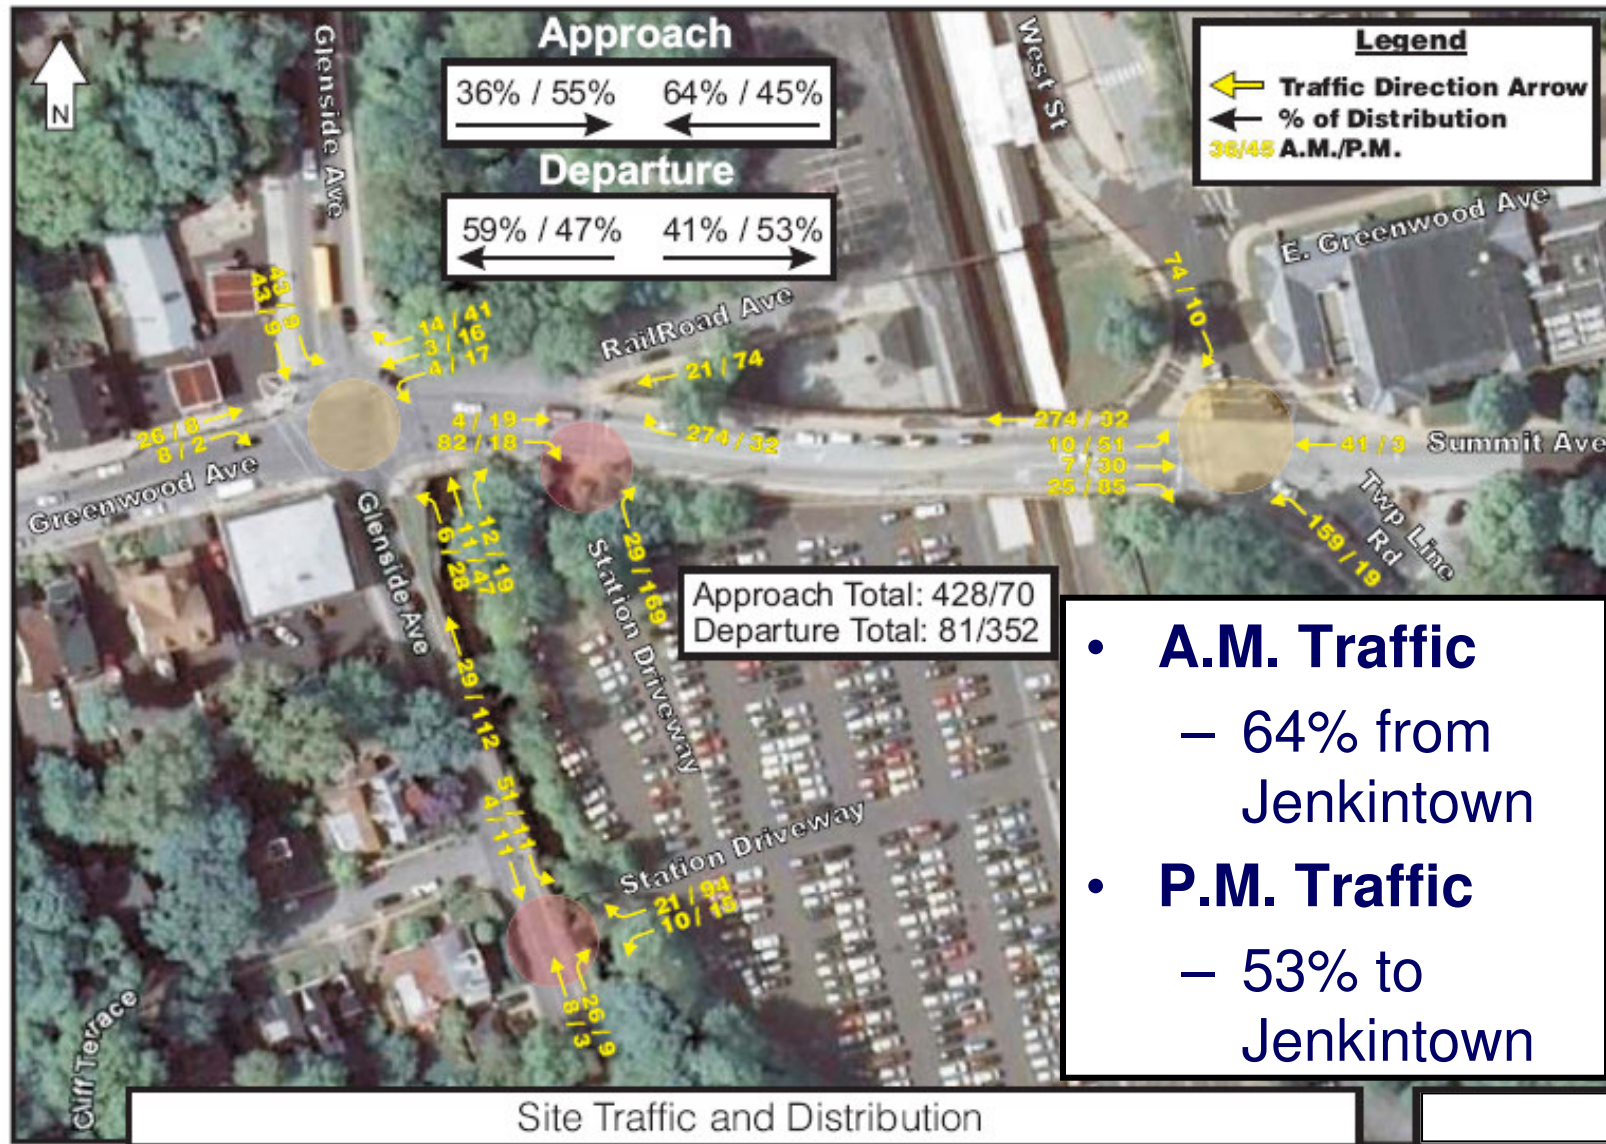 N
Glenside Ave
Approach
36% / 55% 64% / 45%
Departure
59% / 47% 41% / 53%
West St
Legend
Traffic Direction Arrow
% of Distribution
36/45 A.M./P.M.
E. Greenwood Ave
RailRoad Ave
74 / 10
43 / 9
43 / 9
14 / 41
3 / 16
4 / 17
21 / 74
26 / 8
8 / 2
4 / 19
82 / 18
274 / 32
274 / 32
10 / 51
7 / 30
25 / 85
41 / 3
Summit Ave
Greenwood Ave
Glenside Ave
6 / 28
11 / 47
12 / 19
29 / 169
Station Driveway
159 / 19
Twp Line
Rd
Approach Total: 428/70
Departure Total: 81/352
29 / 112
51 / 11
4 / 11
Station Driveway
21 / 94
10 / 15
26 / 9
8 / 3
Cliff Terrace
• A.M. Traffic
– 64% from
Jenkintown
• P.M. Traffic
– 53% to
Jenkintown
Site Traffic and Distribution